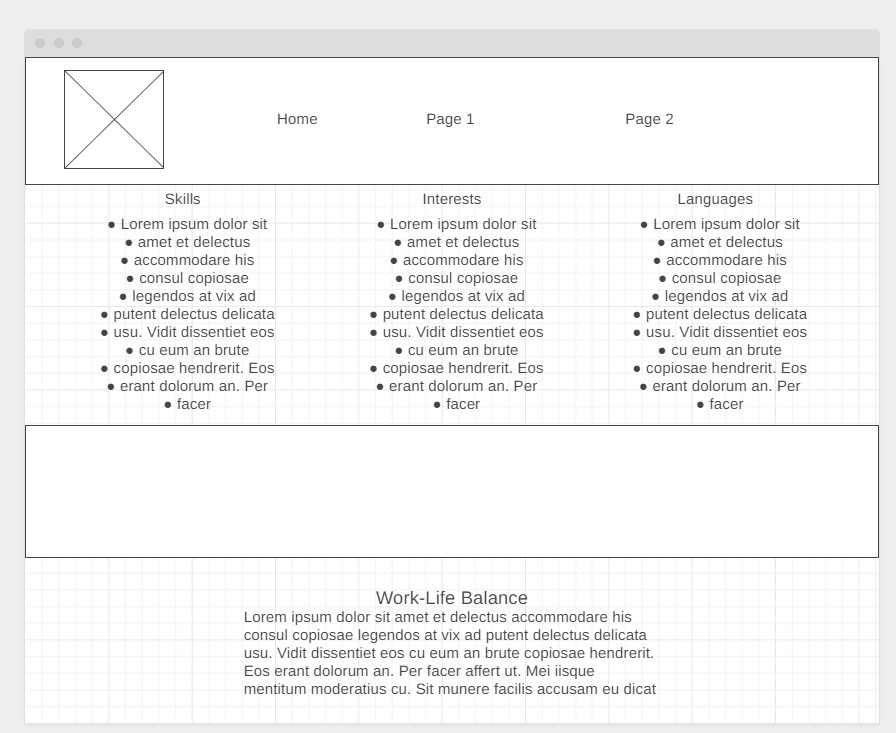 Home
Page 1
Page 2
Skills
● Lorem ipsum dolor sit
● amet et delectus
● accommodare his
● consul copiosae
● legendos at vix ad
● putent delectus delicata
● usu. Vidit dissentiet eos
● cu eum an brute
● copiosae hendrerit. Eos
● erant dolorum an. Per
● facer
Interests
● Lorem ipsum dolor sit
● amet et delectus
● accommodare his
● consul copiosae
● legendos at vix ad
● putent delectus delicata
● usu. Vidit dissentiet eos
● cu eum an brute
● copiosae hendrerit. Eos
● erant dolorum an. Per
● facer
Languages
● Lorem ipsum dolor sit
● amet et delectus
● accommodare his
● consul copiosae
● legendos at vix ad
● putent delectus delicata
● usu. Vidit dissentiet eos
● cu eum an brute
● copiosae hendrerit. Eos
● erant dolorum an. Per
● facer
Work-Life Balance
Lorem ipsum dolor sit amet et delectus accommodare his
consul copiosae legendos at vix ad putent delectus delicata
usu. Vidit dissentiet eos cu eum an brute copiosae hendrerit.
Eos erant dolorum an. Per facer affert ut. Mei iisque
mentitum moderatius cu. Sit munere facilis accusam eu dicat